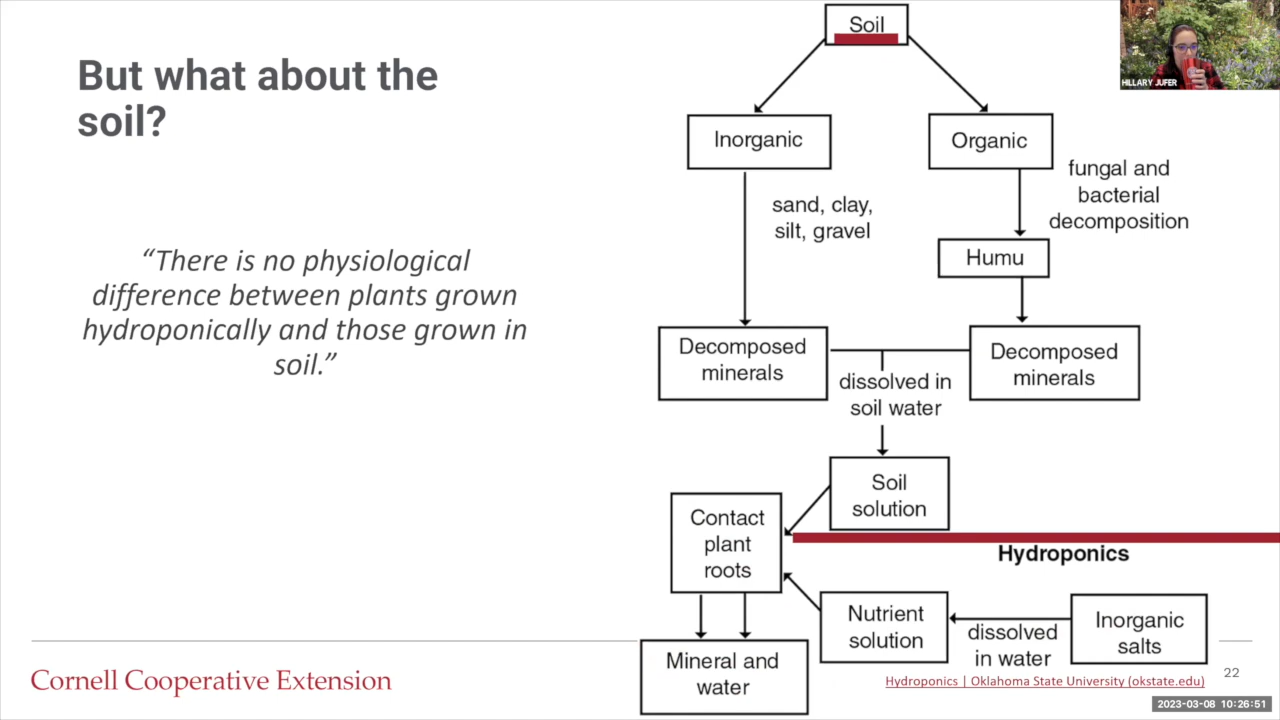 But what about the
soil?
“There is no physiological
difference between plants grown
hydroponically and those grown in
soil.”
Soil
Inorganic
Organic
sand, clay,
silt, gravel
fungal and
bacterial
decomposition
Humu
Decomposed
minerals
Decomposed
minerals
dissolved in
soil water
Soil
solution
Contact
plant
roots
Hydroponics
Nutrient
solution
dissolved
in water
Inorganic
salts
Mineral and
water
Cornell Cooperative Extension
Hydroponics | Oklahoma State University (okstate.edu)
22
HILLARY JUFER
2023-03-08 10:26:51